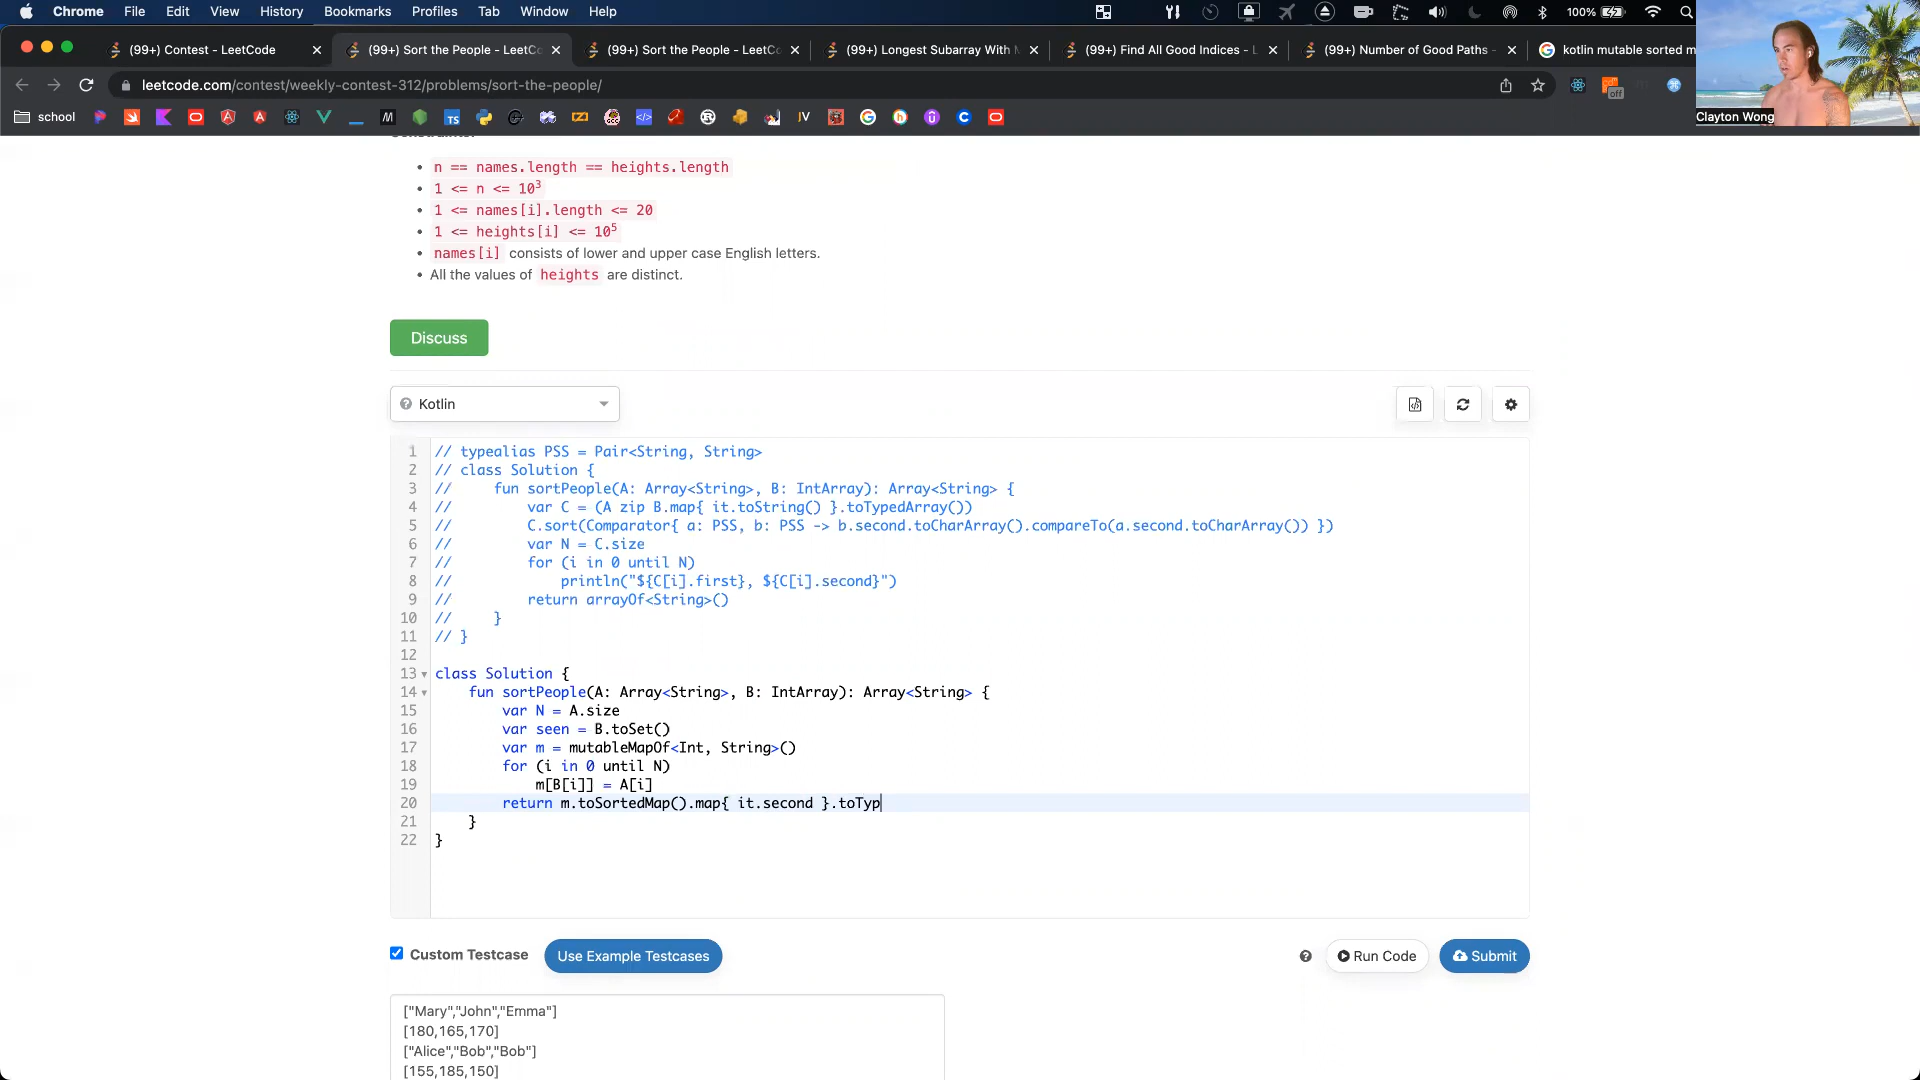 Chrome File Edit View History Bookmarks Profiles Tab Window Help 100%
(99+) Contest - LeetCode
(99+) Sort the People - LeetCo
(99+) Sort the People - LeetCo
(99+) Longest Subarray With M
(99+) Find All Good Indices - L
(99+) Number of Good Paths -
kotlin mutable sorted m
leetcode.com/contest/weekly-contest-312/problems/sort-the-people/
off
school
TS
JV
Clayton Wong
n == names.length == heights.length
1 <= n <= 10³
1 <= names[i].length <= 20
1 <= heights[i] <= 10⁵
names[i] consists of lower and upper case English letters.
All the values of heights are distinct.
Discuss
Kotlin
1 // typealias PSS = Pair<String, String>
2 // class Solution {
3 //     fun sortPeople(A: Array<String>, B: IntArray): Array<String> {
4 //         var C = (A zip B.map{ it.toString() }.toTypedArray())
5 //         C.sort(Comparator{ a: PSS, b: PSS -> b.second.toCharArray().compareTo(a.second.toCharArray()) })
6 //         var N = C.size
7 //         for (i in 0 until N)
8 //             println("${C[i].first}, ${C[i].second}")
9 //         return arrayOf<String>()
10 //     }
11 // }
12
13 class Solution {
14     fun sortPeople(A: Array<String>, B: IntArray): Array<String> {
15         var N = A.size
16         var seen = B.toSet()
17         var m = mutableMapOf<Int, String>()
18         for (i in 0 until N)
19             m[B[i]] = A[i]
20         return m.toSortedMap().map{ it.second }.toTyp
21     }
22 }
Custom Testcase
Use Example Testcases
Run Code
Submit
["Mary","John","Emma"]
[180,165,170]
["Alice","Bob","Bob"]
[155,185,150]